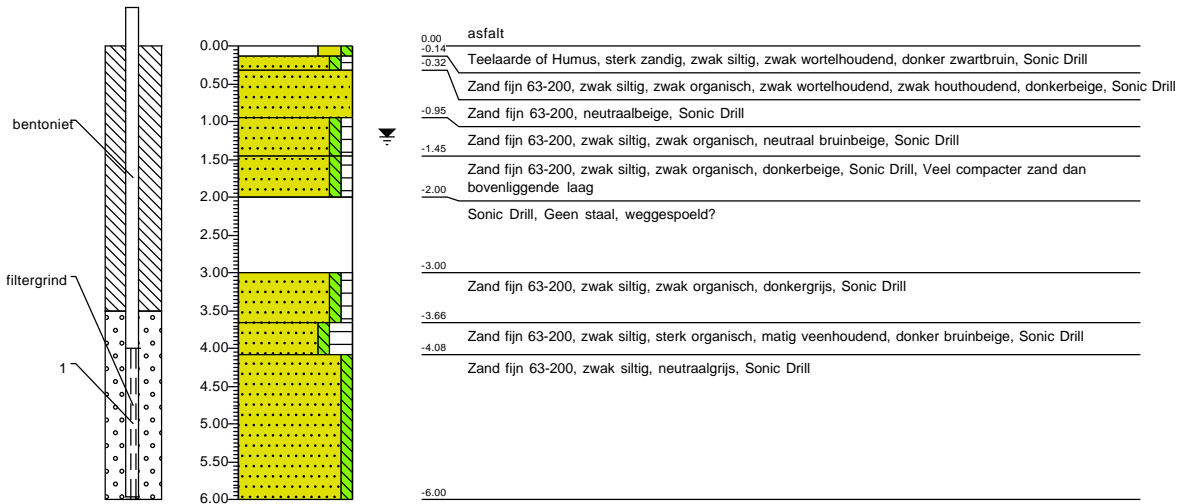 asfalt
0.00
0.00
-0.14
Teelaarde of Humus, sterk zandig, zwak siltig, zwak wortelhoudend, donker zwartbruin, Sonic Drill
-0.32
0.50
Zand fijn 63-200, zwak siltig, zwak organisch, zwak wortelhoudend, zwak houthoudend, donkerbeige, Sonic Drill
-0.95
Zand fijn 63-200, neutraalbeige, Sonic Drill
bentoniet
1.00
Zand fijn 63-200, zwak siltig, zwak organisch, neutraal bruinbeige, Sonic Drill
-1.45
1.50
Zand fijn 63-200, zwak siltig, zwak organisch, donkerbeige, Sonic Drill, Veel compacter zand dan
bovenliggende laag
-2.00
2.00
Sonic Drill, Geen staal, weggespoeld?
2.50
-3.00
3.00
filtergrind
Zand fijn 63-200, zwak siltig, zwak organisch, donkergrijs, Sonic Drill
3.50
-3.66
Zand fijn 63-200, zwak siltig, sterk organisch, matig veenhoudend, donker bruinbeige, Sonic Drill
4.00
-4.08
1
Zand fijn 63-200, zwak siltig, neutraalgrijs, Sonic Drill
4.50
5.00
5.50
6.00
-6.00